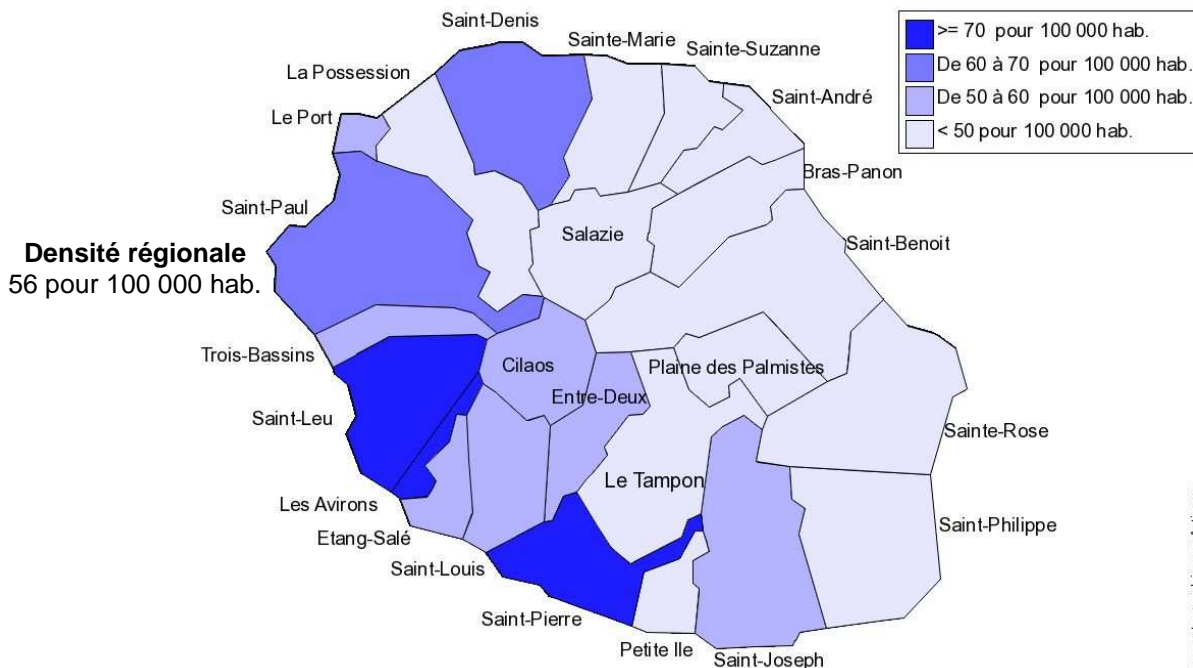 Saint-Denis
Sainte-Marie
Sainte-Suzanne
La Possession
Saint-André
Le Port
Bras-Panon
Saint-Paul
Salazie
Saint-Benoit
Densité régionale
56 pour 100 000 hab.
Trois-Bassins
Cilaos
Plaine des Palmistes
Entre-Deux
Saint-Leu
Sainte-Rose
Le Tampon
Les Avirons
Saint-Philippe
Etang-Salé
Saint-Louis
Saint-Pierre
Petite Ile
Saint-Joseph
>= 70 pour 100 000 hab.
De 60 à 70 pour 100 000 hab.
De 50 à 60 pour 100 000 hab.
< 50 pour 100 000 hab.